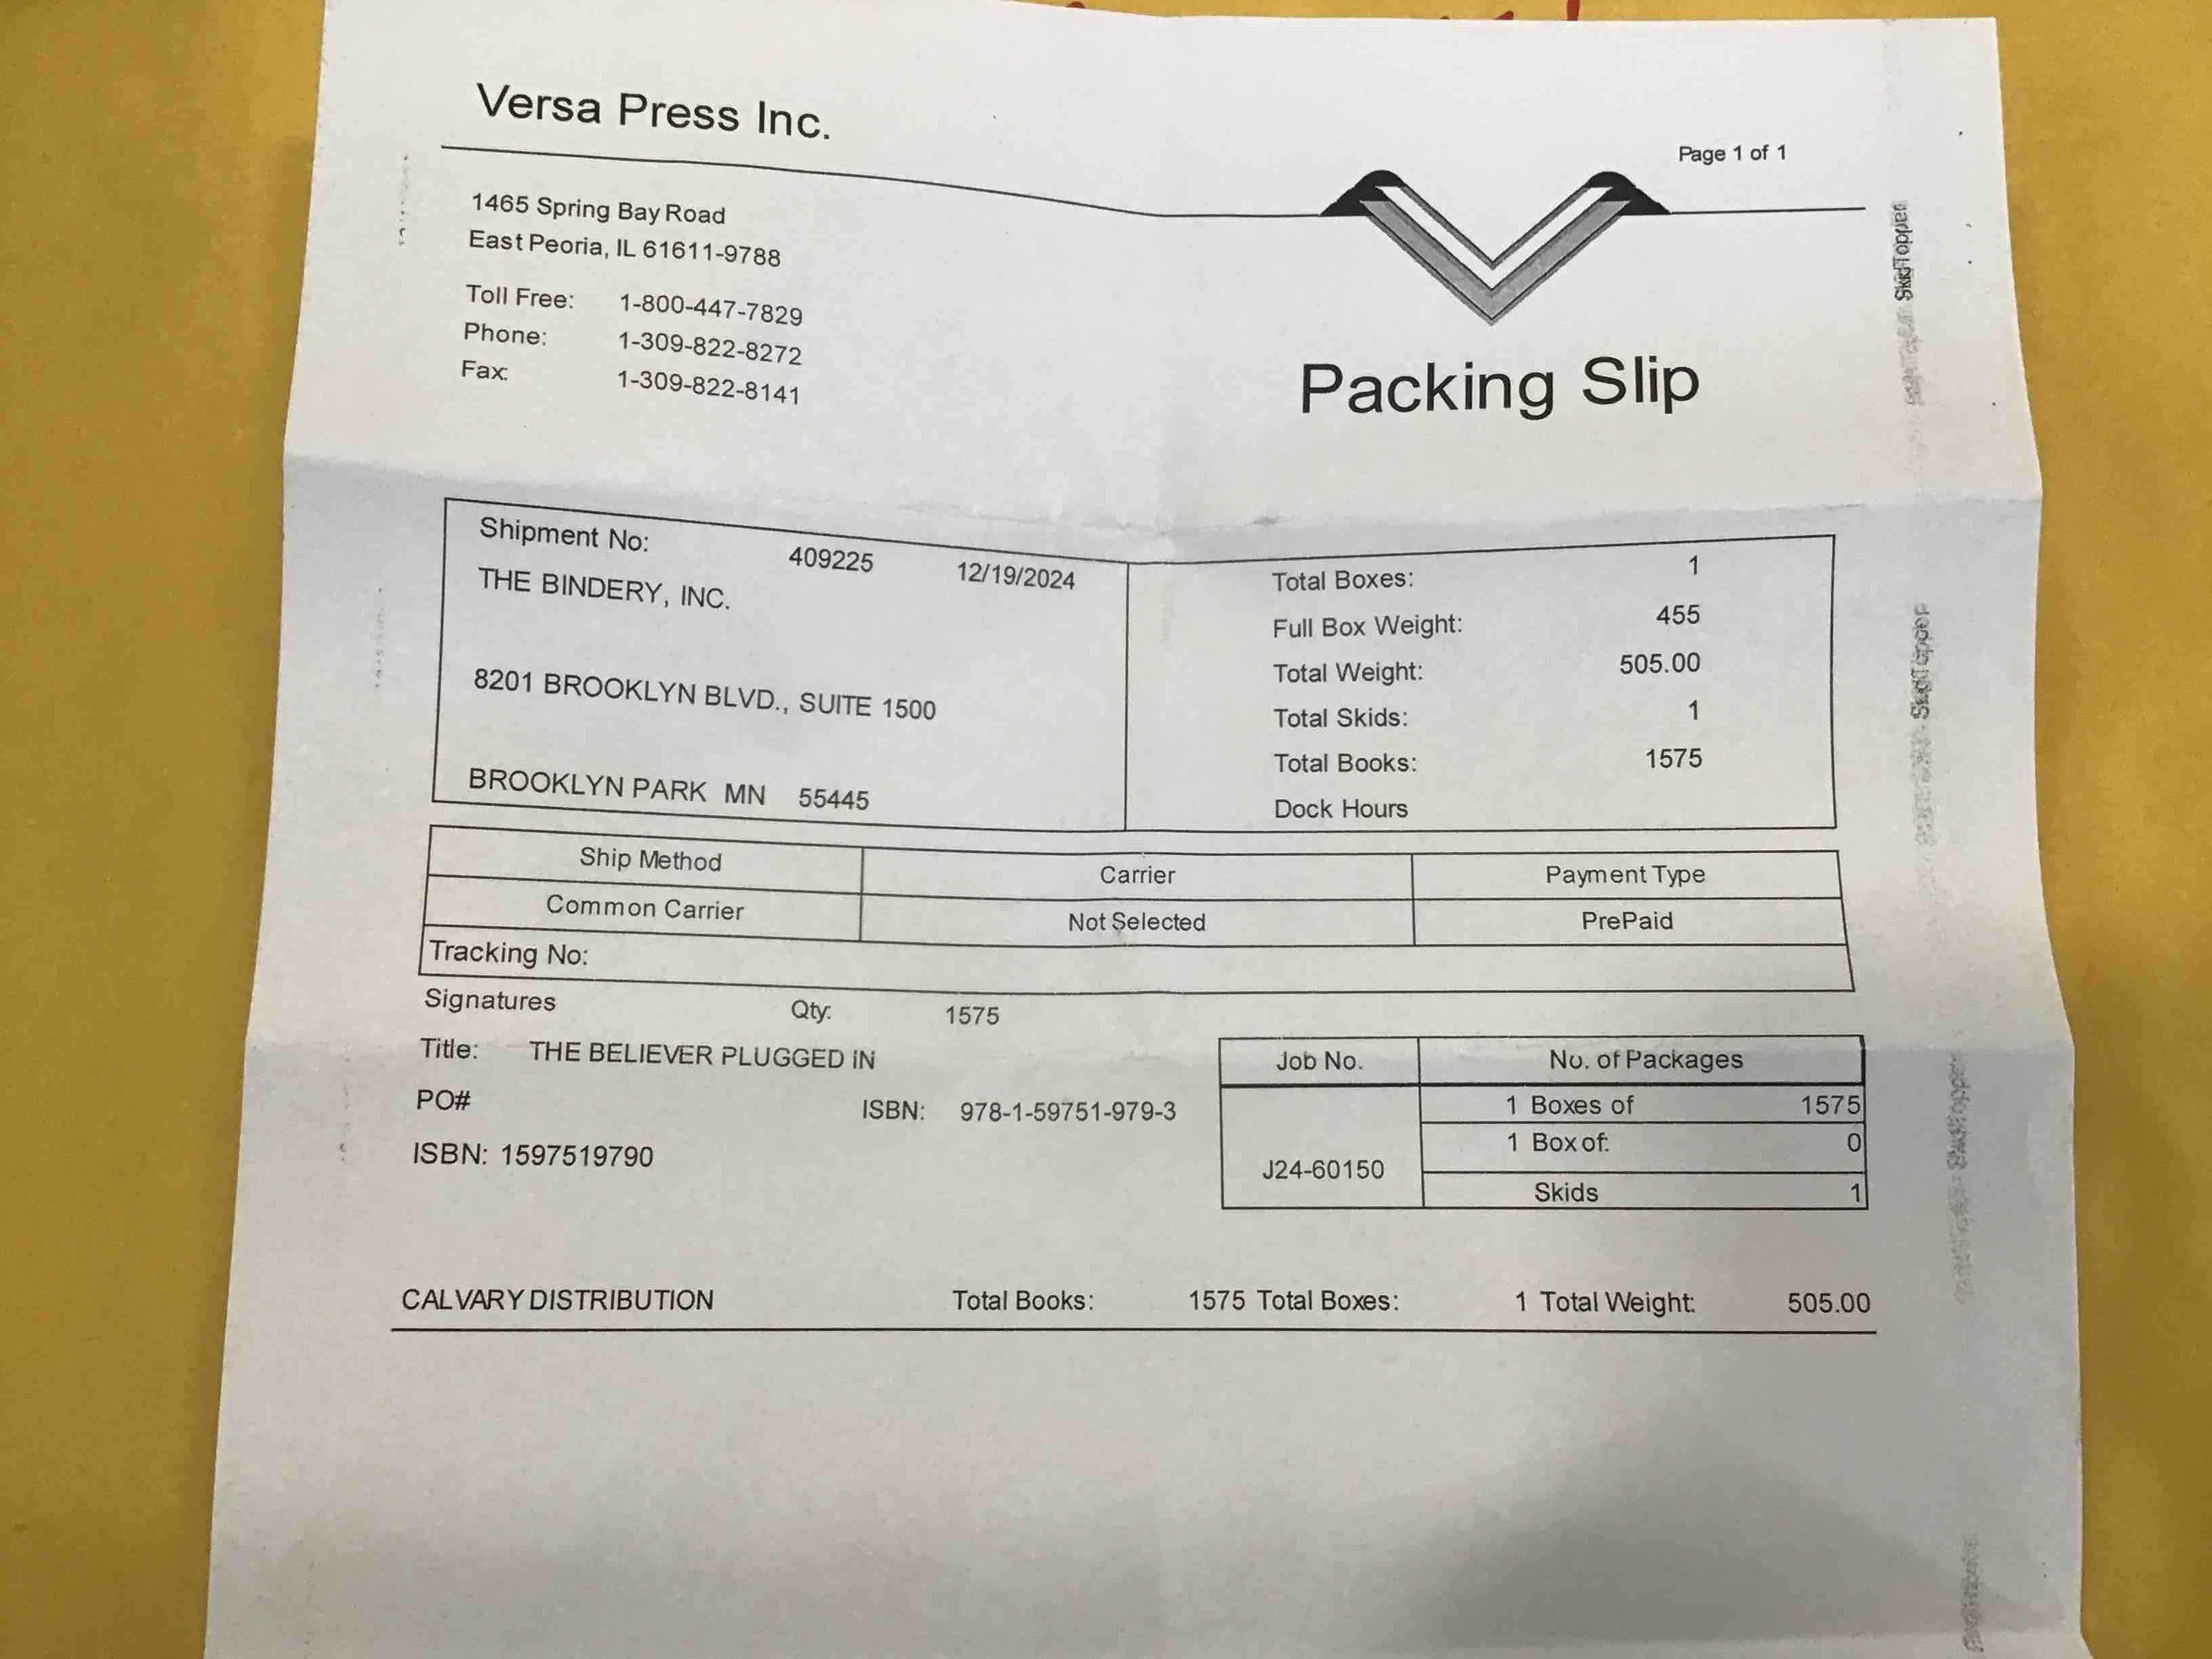 Versa Press Inc.
Page 1 of 1
1465 Spring Bay Road
East Peoria, IL 61611-9788
Toll Free: 1-800-447-7829
Phone: 1-309-822-8272
Fax: 1-309-822-8141
Packing Slip
Shipment No: 409225 12/19/2024
THE BINDERY, INC.
8201 BROOKLYN BLVD., SUITE 1500
BROOKLYN PARK MN 55445
Total Boxes: 1
Full Box Weight: 455
Total Weight: 505.00
Total Skids: 1
Total Books: 1575
Dock Hours
Ship Method Carrier Payment Type
Common Carrier Not Selected PrePaid
Tracking No:
Signatures Qty: 1575
Title: THE BELIEVER PLUGGED IN
PO# ISBN: 978-1-59751-979-3
ISBN: 1597519790
Job No. No. of Packages
J24-60150
1 Boxes of 1575
1 Box of: 0
Skids 1
CALVARY DISTRIBUTION Total Books: 1575 Total Boxes: 1 Total Weight: 505.00